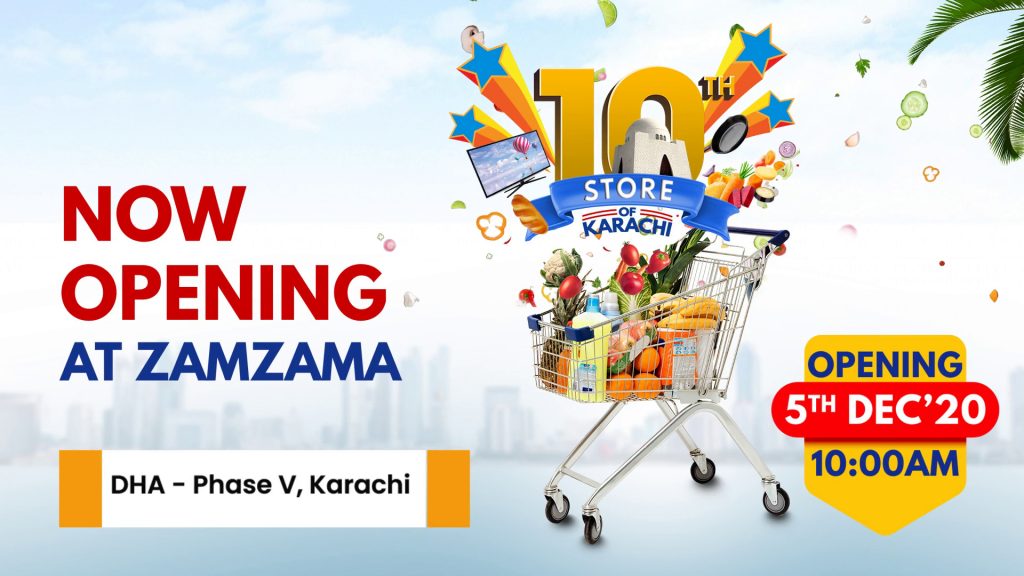 NOW
OPENING
AT ZAMZAMA
DHA - Phase V, Karachi
10th
STORE
OF
KARACHI
OPENING
5TH DEC'20
10:00AM